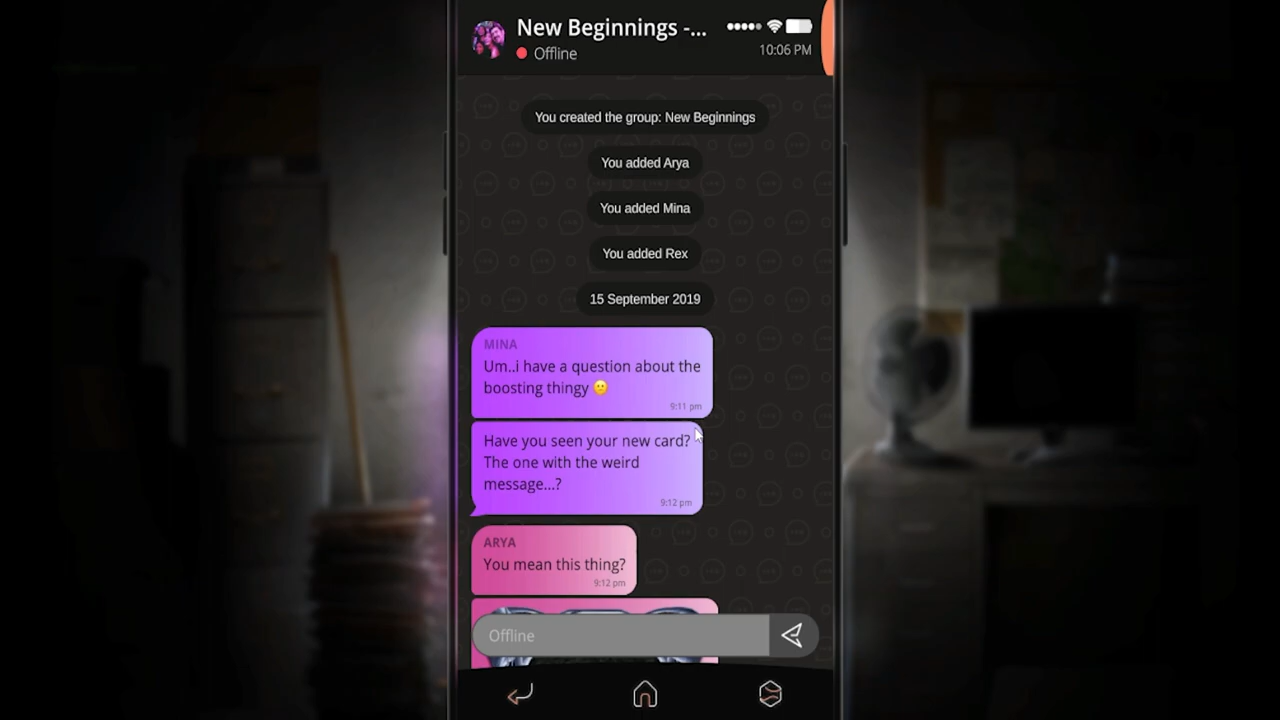 New Beginnings -...
Offline
10:06 PM
You created the group: New Beginnings
You added Arya
You added Mina
You added Rex
15 September 2019
MINA
Um..i have a question about the
boosting thingy 😕
9:11 pm
Have you seen your new card?
The one with the weird
message...?
9:12 pm
ARYA
You mean this thing?
9:12 pm
Offline